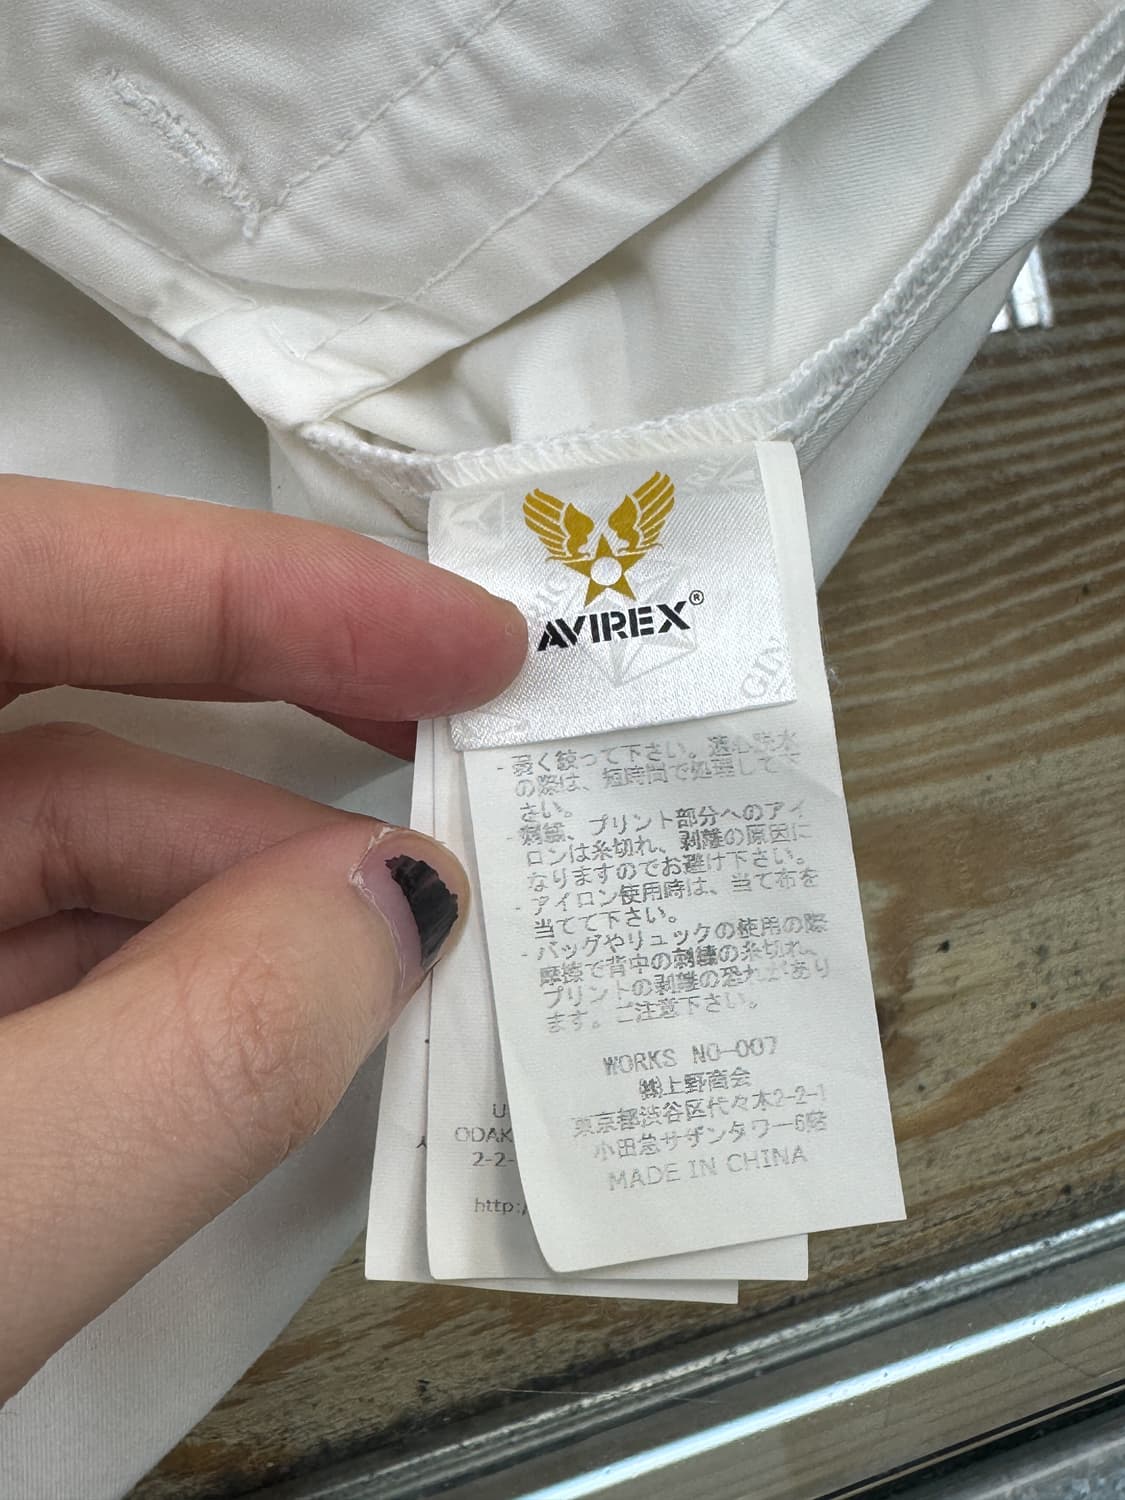 AVIREX®
GIN
- 弱く絞って下さい。遠心脱水
の際は、短時間で処理して下
さい。
- 刺繍、プリント部分へのアイ
ロンは糸切れ、剥離の原因に
なりますのでお避け下さい。
- アイロン使用時は、当て布を
当てて下さい。
- バッグやリュックの使用の際
摩擦で背中の刺繍の糸切れ、
プリントの剥離の恐れがあり
ます。ご注意下さい。
WORKS NO-007
㈱上野商会
東京都渋谷区代々木2-2-1
小田急サザンタワー6階
MADE IN CHINA
U
ODAK
2-2-
http:/